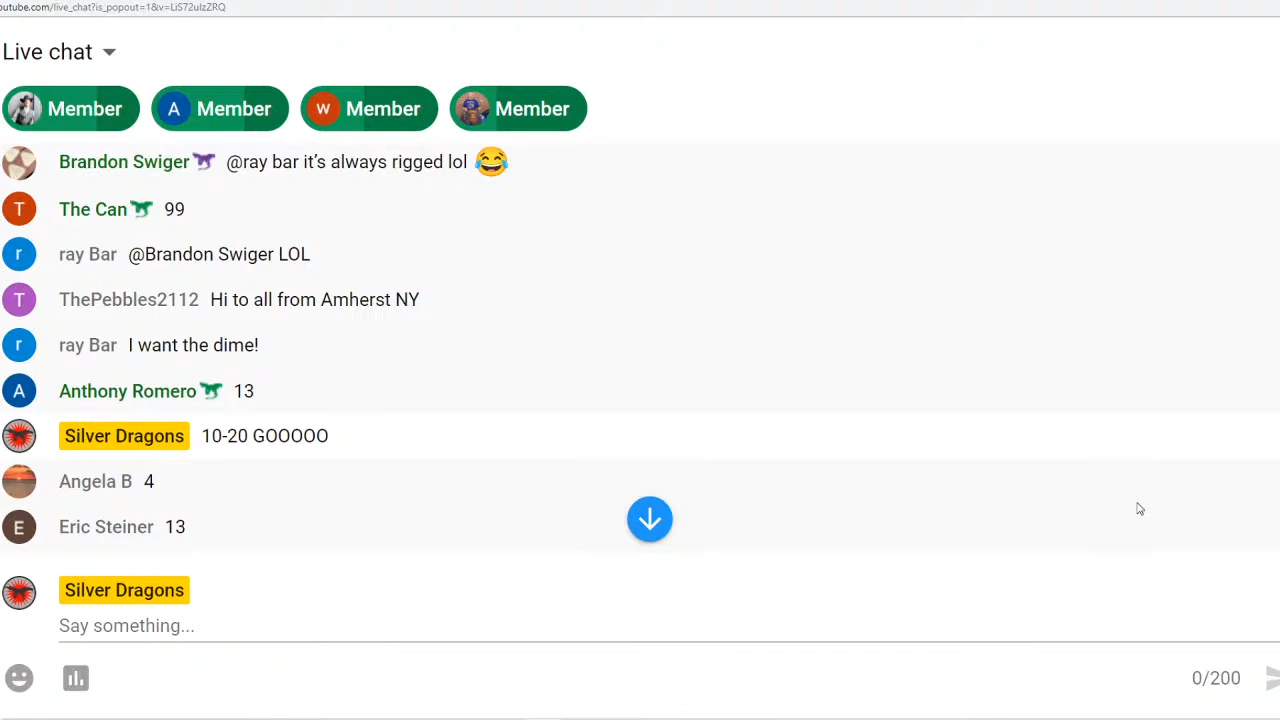 outube.com/live_chat?is_popout=1&v=LiS72uIzZRQ
Live chat
Member A Member W Member Member
Brandon Swiger @ray bar it’s always rigged lol 😂
T The Can 99
r ray Bar @Brandon Swiger LOL
T ThePebbles2112 Hi to all from Amherst NY
r ray Bar I want the dime!
A Anthony Romero 13
Silver Dragons 10-20 GOOOOO
Angela B 4
E Eric Steiner 13
Silver Dragons
Say something...
0/200